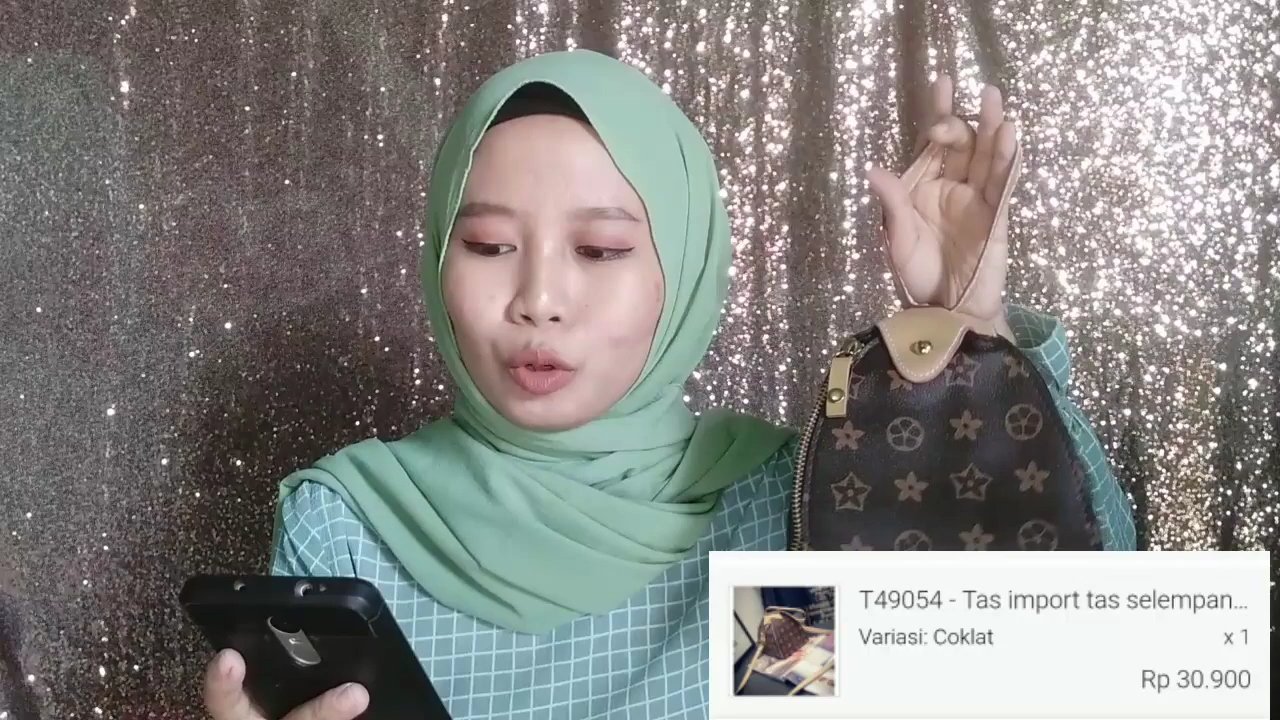 T49054 - Tas import tas selempan...
Variasi: Coklat
x 1
Rp 30.900